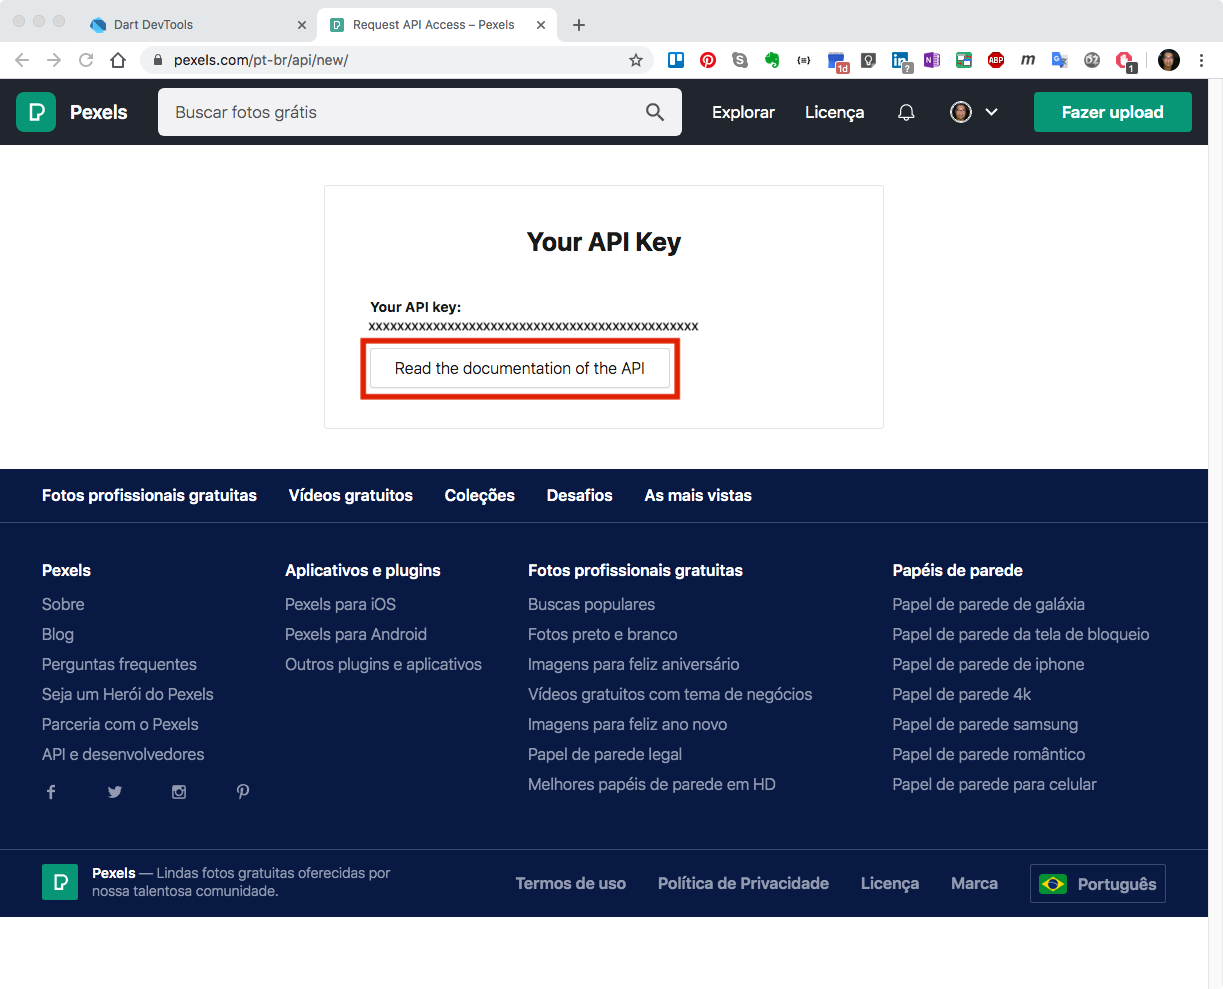 Dart DevTools
Request API Access – Pexels
pexels.com/pt-br/api/new/
Pexels
Buscar fotos grátis
Explorar
Licença
Fazer upload
Your API Key
Your API key:
xxxxxxxxxxxxxxxxxxxxxxxxxxxxxxxxxxxxxxxxxxxxxxx
Read the documentation of the API
Fotos profissionais gratuitas
Vídeos gratuitos
Coleções
Desafios
As mais vistas
Pexels
Sobre
Blog
Perguntas frequentes
Seja um Herói do Pexels
Parceria com o Pexels
API e desenvolvedores
Aplicativos e plugins
Pexels para iOS
Pexels para Android
Outros plugins e aplicativos
Fotos profissionais gratuitas
Buscas populares
Fotos preto e branco
Imagens para feliz aniversário
Vídeos gratuitos com tema de negócios
Imagens para feliz ano novo
Papel de parede legal
Melhores papéis de parede em HD
Papéis de parede
Papel de parede de galáxia
Papel de parede da tela de bloqueio
Papel de parede de iphone
Papel de parede 4k
Papel de parede samsung
Papel de parede romântico
Papel de parede para celular
Pexels — Lindas fotos gratuitas oferecidas por
nossa talentosa comunidade.
Termos de uso
Política de Privacidade
Licença
Marca
Português